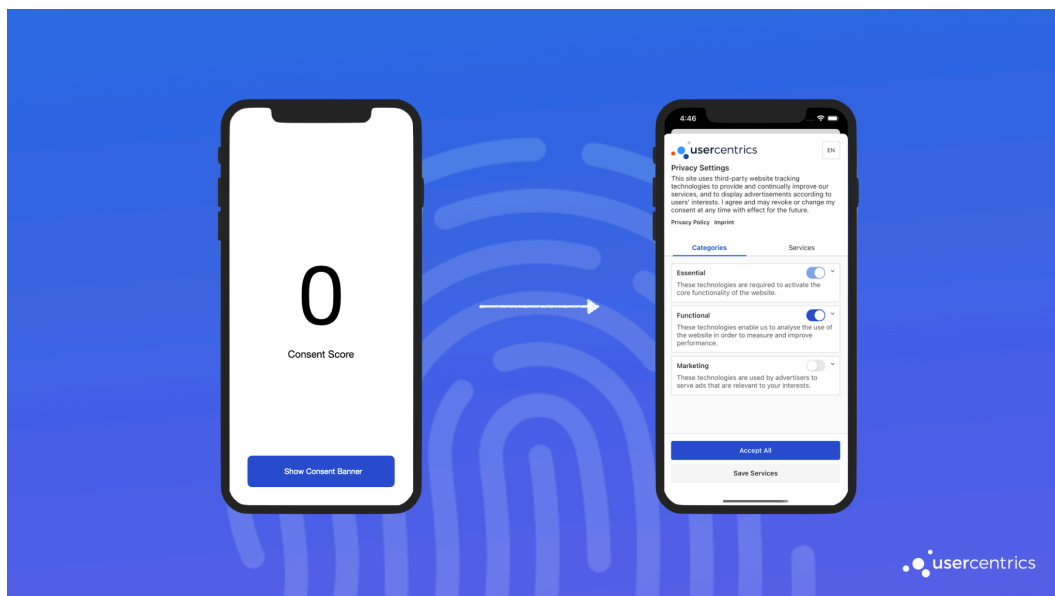 0
Consent Score
Show Consent Banner
4:46
usercentrics
EN
Privacy Settings
This site uses third-party website tracking
technologies to provide and continually improve our
services, and to display advertisements according to
users' interests. I agree and may revoke or change my
consent at any time with effect for the future.
Privacy Policy Imprint
Categories Services
Essential
These technologies are required to activate the
core functionality of the website.
Functional
These technologies enable us to analyse the use of
the website in order to measure and improve
performance.
Marketing
These technologies are used by advertisers to
serve ads that are relevant to your interests.
Accept All
Save Services
usercentrics